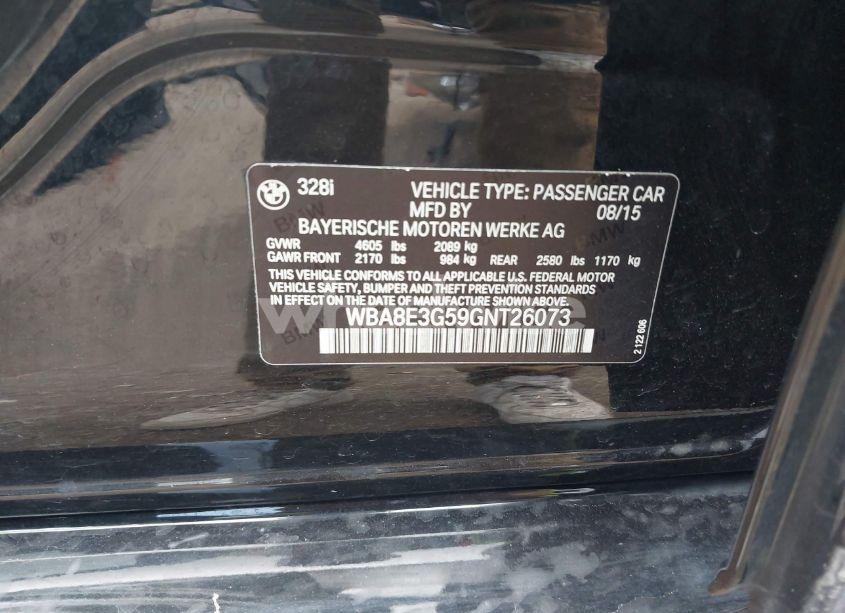 328i VEHICLE TYPE: PASSENGER CAR
MFD BY 08/15
BAYERISCHE MOTOREN WERKE AG
GVWR 4605 lbs 2089 kg
GAWR FRONT 2170 lbs 984 kg REAR 2580 lbs 1170 kg
THIS VEHICLE CONFORMS TO ALL APPLICABLE U.S. FEDERAL MOTOR
VEHICLE SAFETY, BUMPER AND THEFT PREVENTION STANDARDS
IN EFFECT ON THE DATE OF MANUFACTURE SHOWN ABOVE.
WBA8E3G59GNT26073
2 122 606